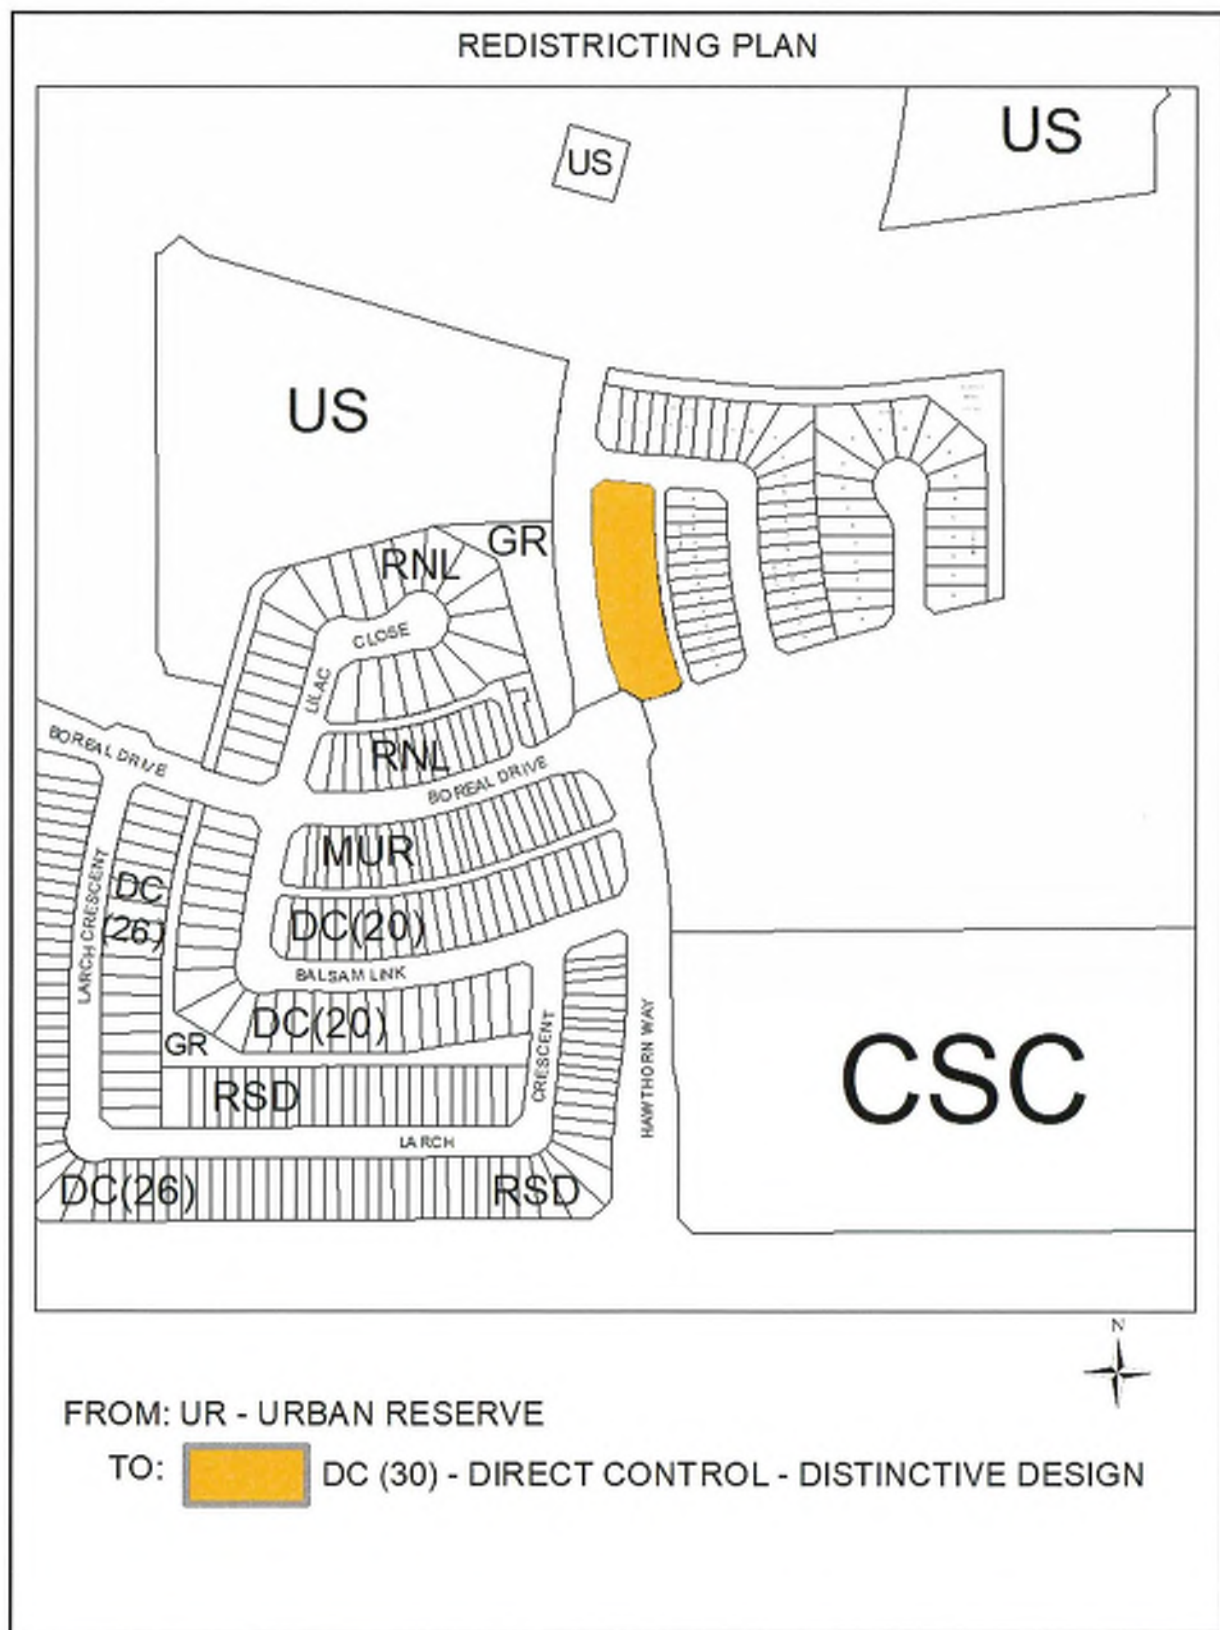 REDISTRICTING PLAN
US
US
US
GR
RNL
CLOSE
LILAC
RNL
BOREAL DRIVE
BOREAL DRIVE
MUR
LARCH CRESCENT
DC
(26)
DC(20)
BALSAM LINK
DC(20)
GR
CRESCENT
HAWTHORN WAY
CSC
RSD
LARCH
DC(26)
RSD
N
FROM: UR - URBAN RESERVE
TO: DC (30) - DIRECT CONTROL - DISTINCTIVE DESIGN